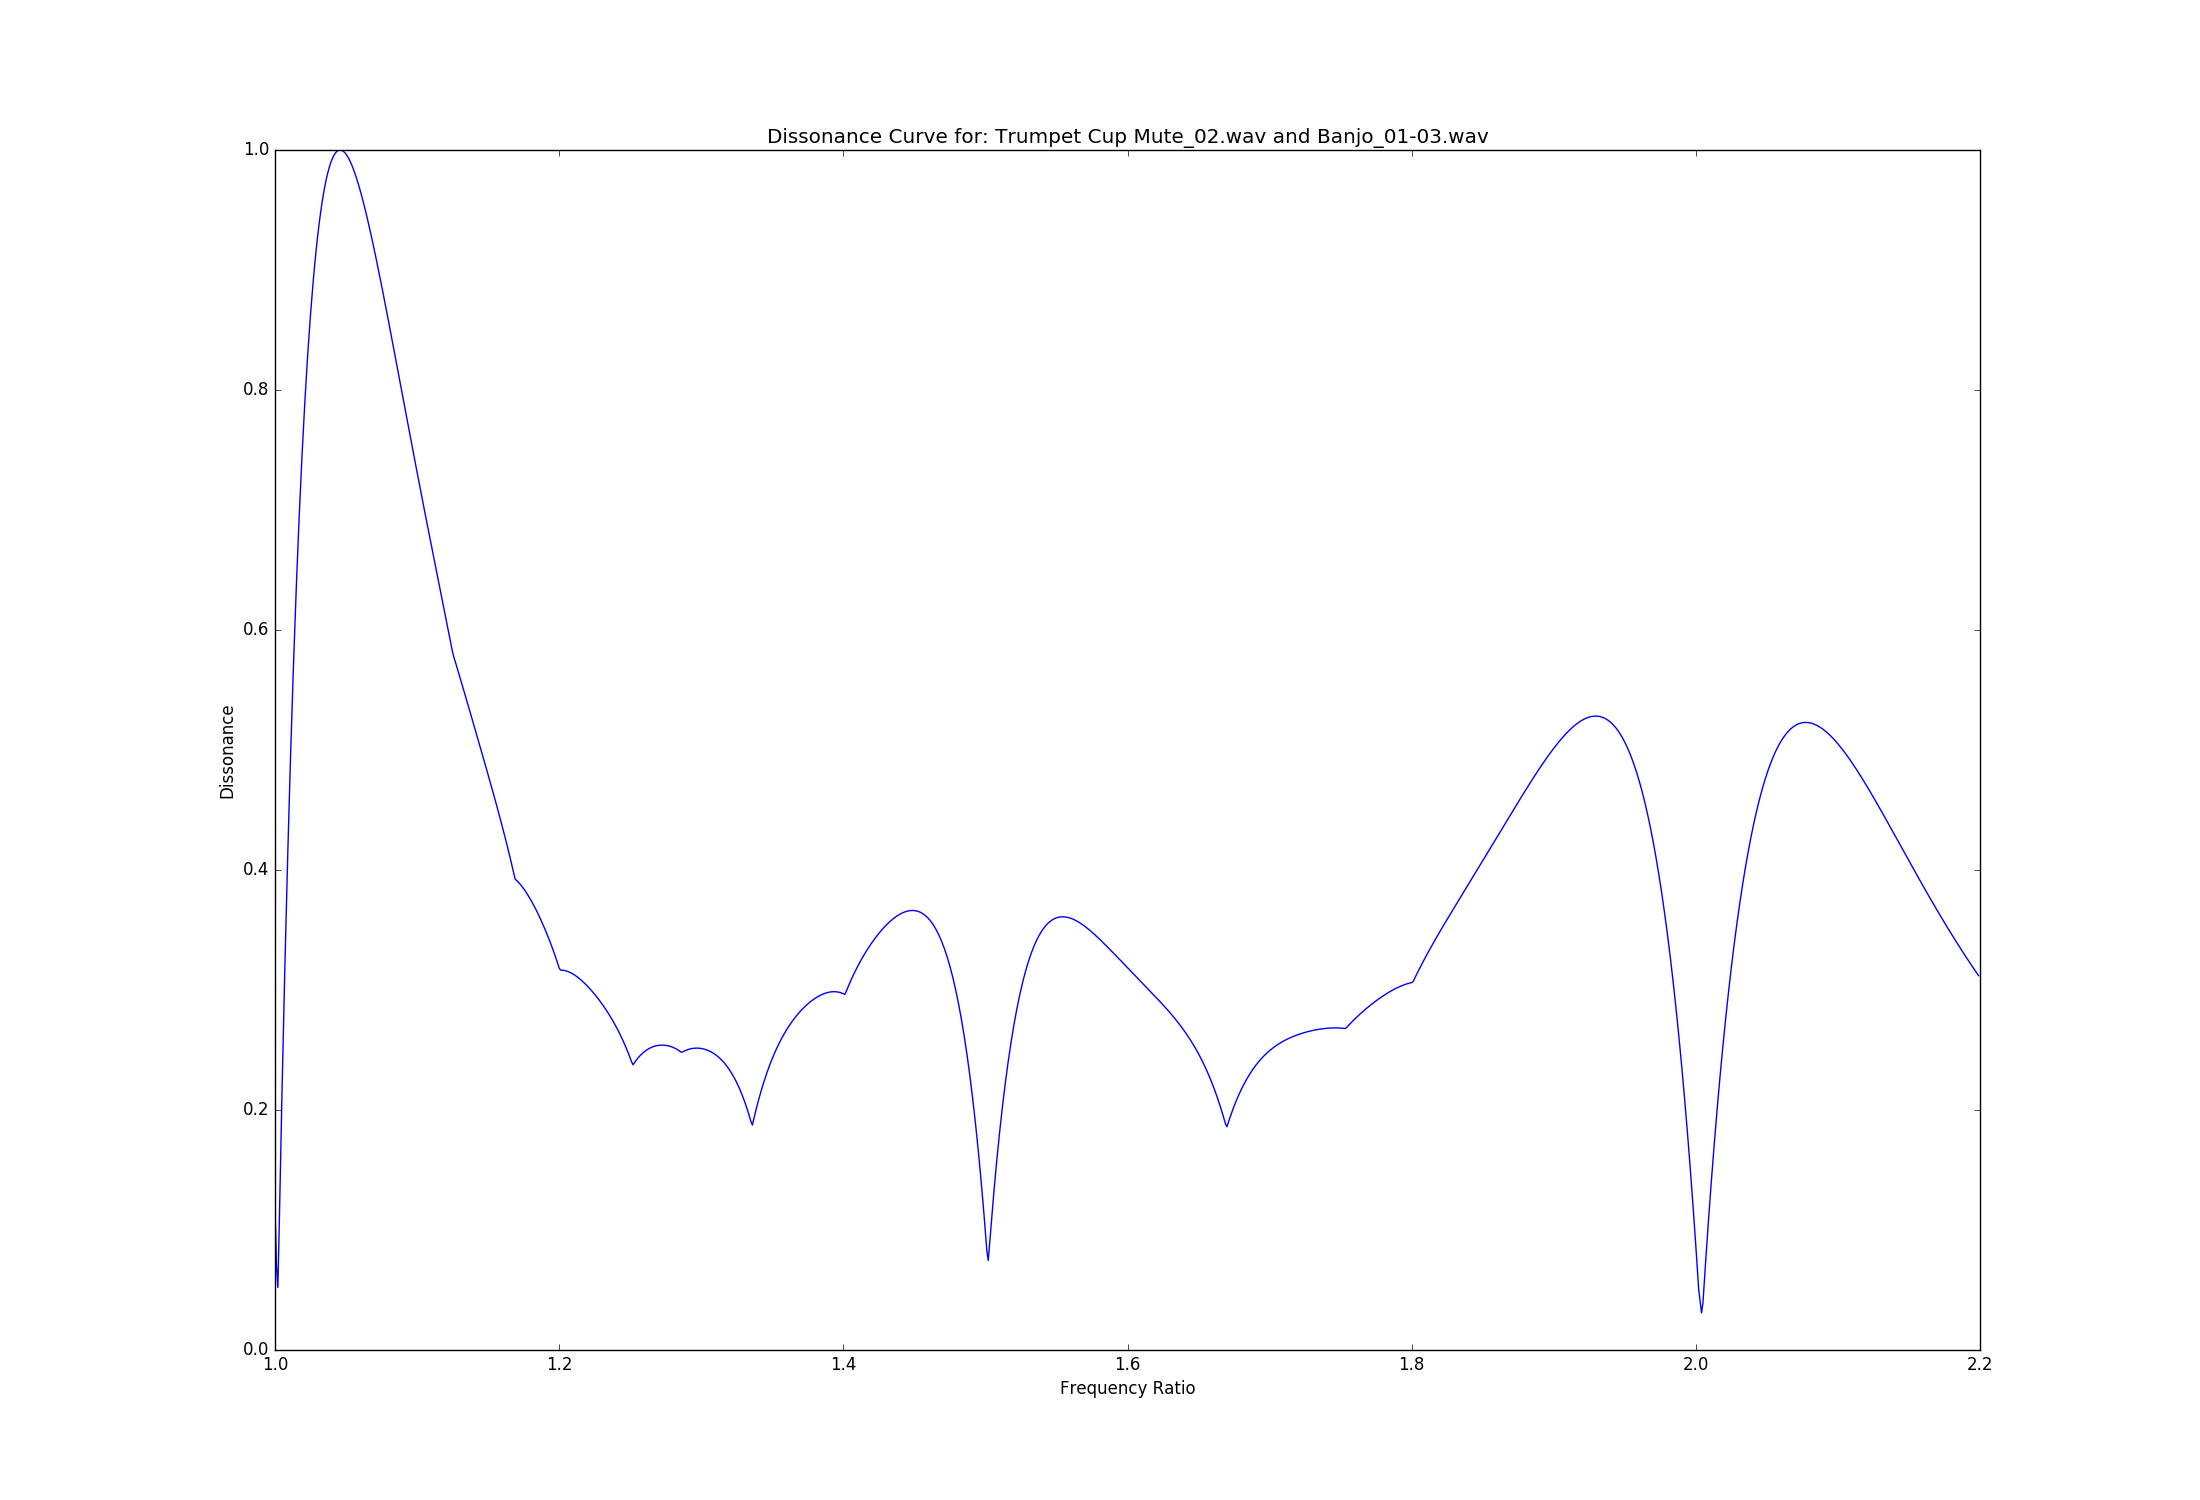 Dissonance Curve for: Trumpet Cup Mute_02.wav and Banjo_01-03.wav
1.0
0.8
0.6
0.4
0.2
0.0
Dissonance
1.0 1.2 1.4 1.6 1.8 2.0 2.2
Frequency Ratio